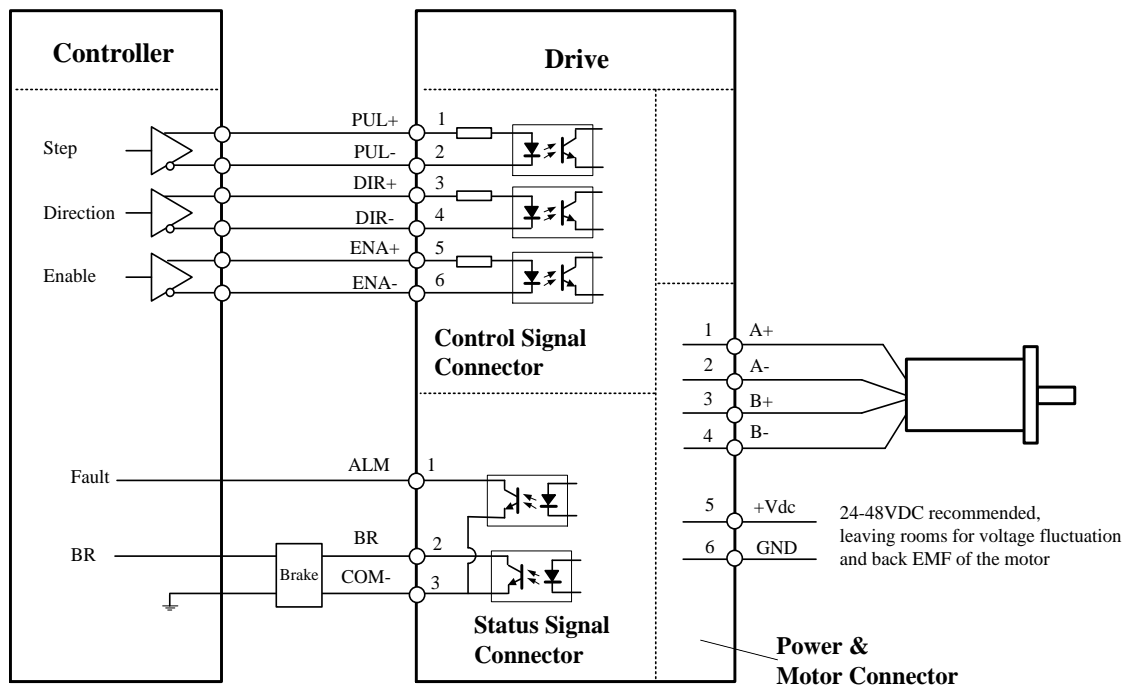 Controller
Drive
Step
PUL+
1
PUL-
2
Direction
DIR+
3
DIR-
4
Enable
ENA+
5
ENA-
6
Control Signal
Connector
1
A+
2
A-
3
B+
4
B-
Fault
ALM
1
BR
BR
2
Brake
COM-
3
Status Signal
Connector
5
+Vdc
6
GND
24-48VDC recommended,
leaving rooms for voltage fluctuation
and back EMF of the motor
Power &
Motor Connector